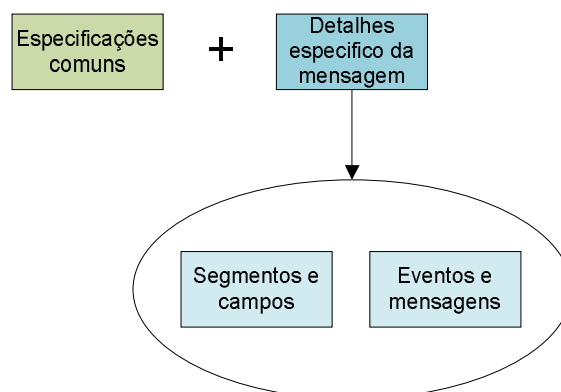 Especificações
comuns
+
Detalhes
especifico da
mensagem
Segmentos e
campos
Eventos e
mensagens